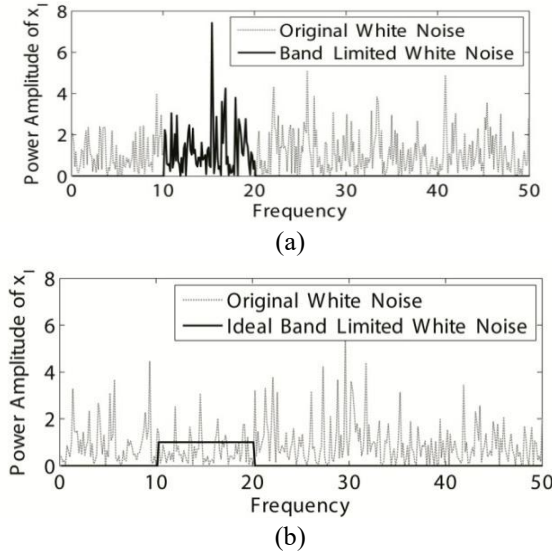 8
6
4
2
0
Power Amplitude of x_l
Original White Noise
Band Limited White Noise
0 10 20 30 40 50
Frequency
(a)
8
6
4
2
0
Power Amplitude of x_l
Original White Noise
Ideal Band Limited White Noise
0 10 20 30 40 50
Frequency
(b)